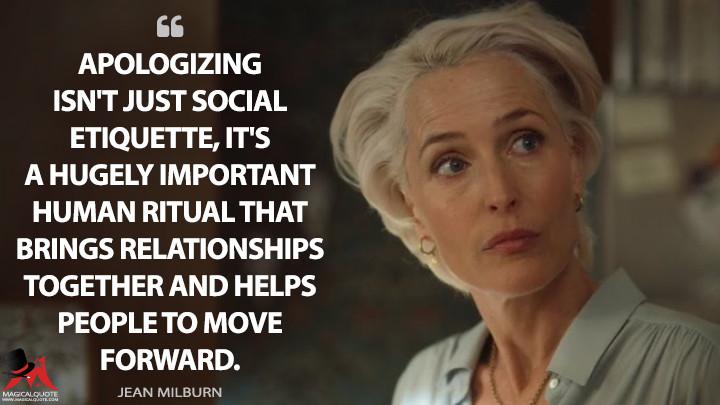 “
APOLOGIZING
ISN'T JUST SOCIAL
ETIQUETTE, IT'S
A HUGELY IMPORTANT
HUMAN RITUAL THAT
BRINGS RELATIONSHIPS
TOGETHER AND HELPS
PEOPLE TO MOVE
FORWARD.
JEAN MILBURN
MAGICALQUOTE
WWW.MAGICALQUOTE.COM